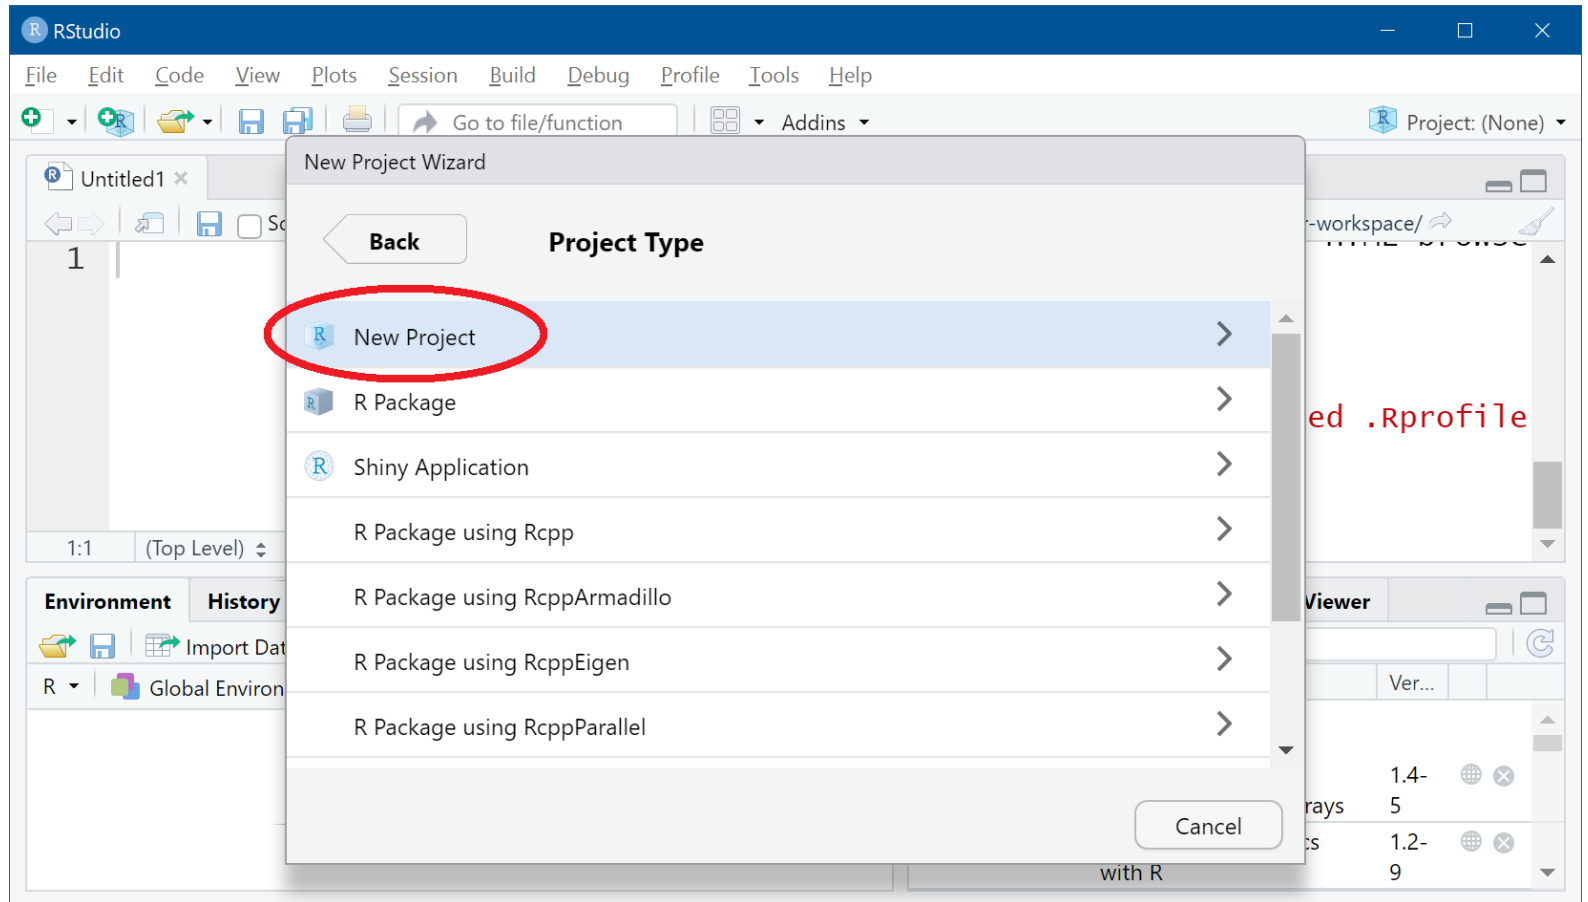 RStudio
File Edit Code View Plots Session Build Debug Profile Tools Help
Go to file/function Addins Project: (None)
Untitled1
New Project Wizard
-workspace/
1
Back Project Type
New Project
R Package
ed .Rprofile
Shiny Application
R Package using Rcpp
1:1 (Top Level)
R Package using RcppArmadillo
Environment History Viewer
Import Dat
R Package using RcppEigen
R Global Environ Ver...
R Package using RcppParallel
1.4-
rays 5
Cancel
cs 1.2-
with R 9